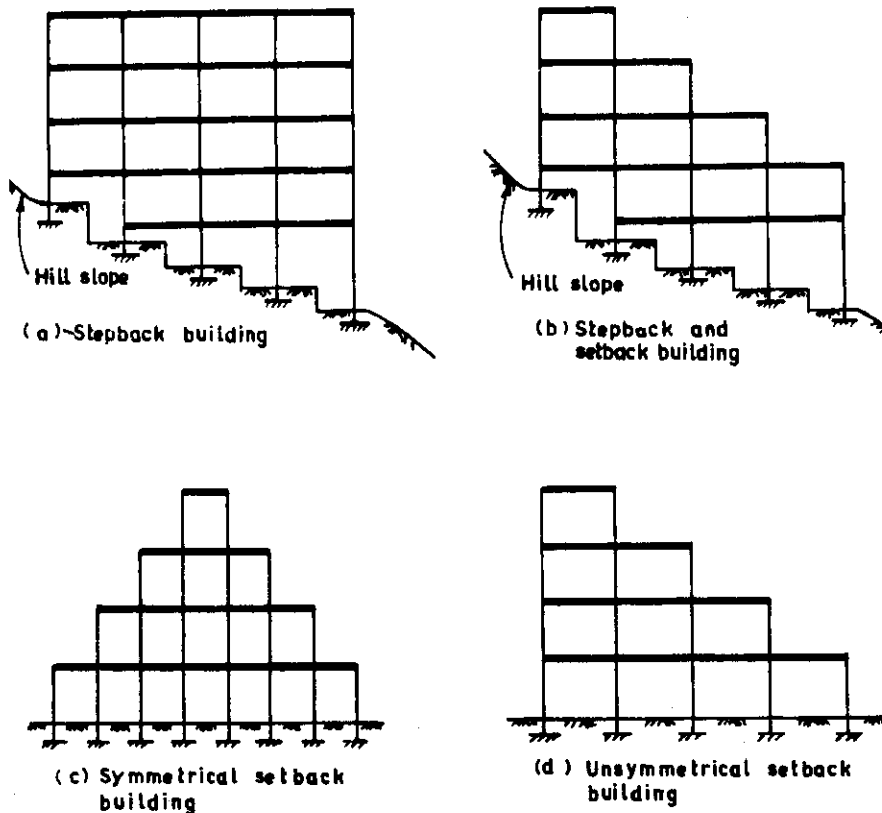 Hill slope
(a)-Stepback building
Hill slope
(b) Stepback and
setback building
(c) Symmetrical setback
building
(d) Unsymmetrical setback
building